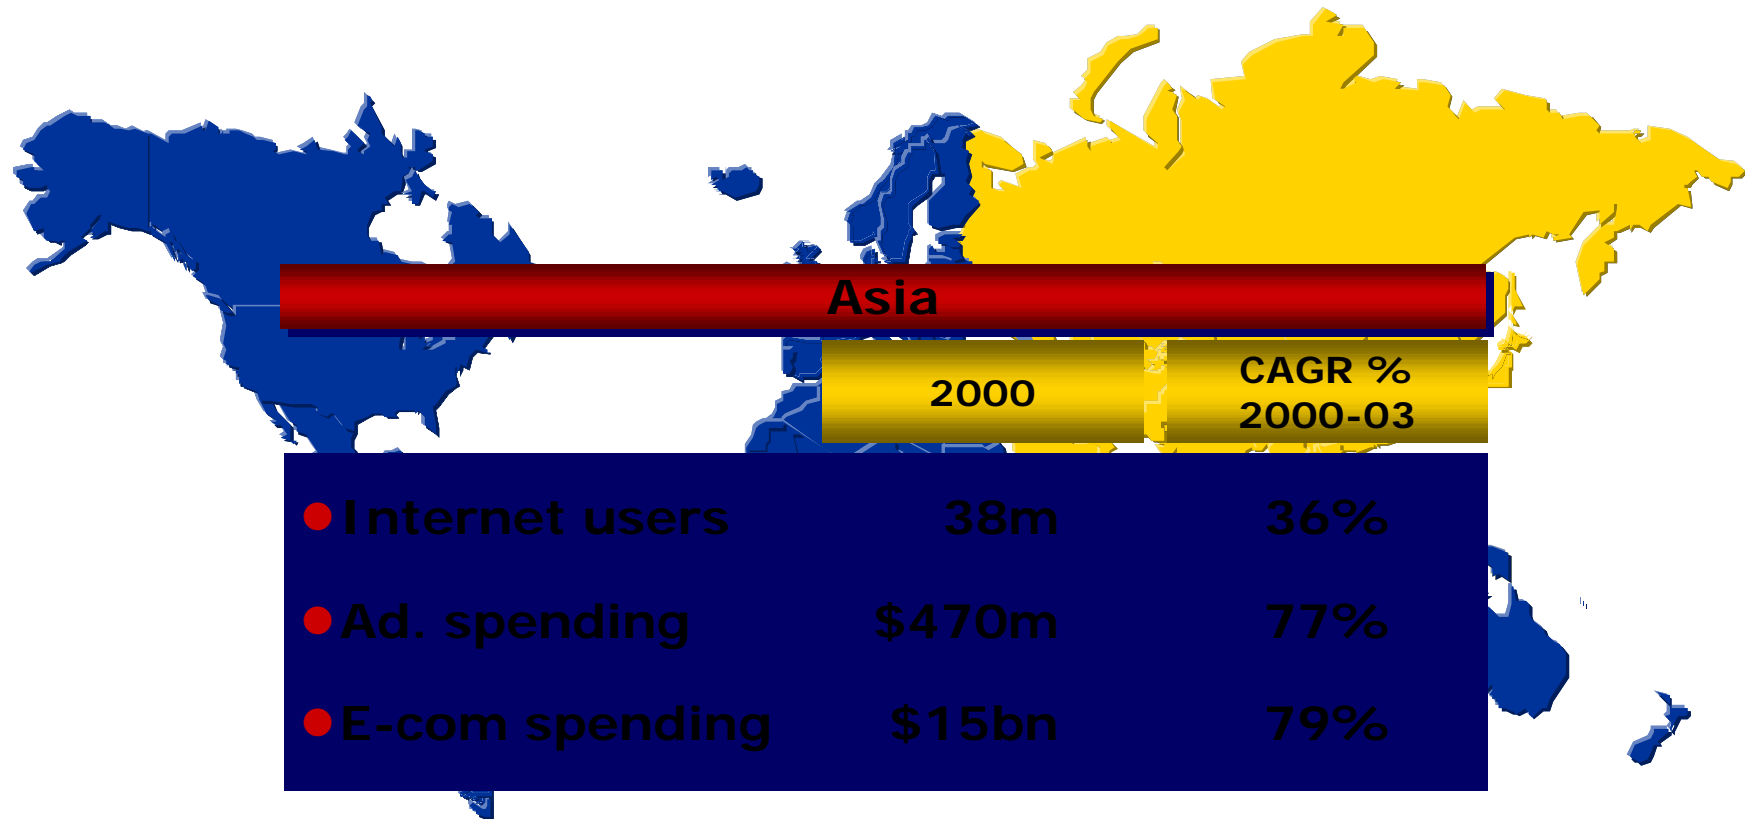 Asia
2000
CAGR %
2000-03
Internet users 38m 36%
Ad. spending $470m 77%
E-com spending $15bn 79%